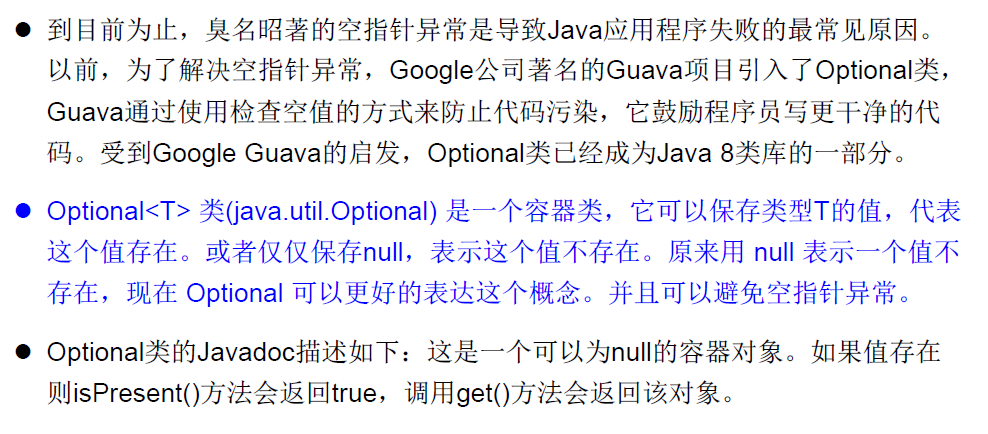 ● 到目前为止，臭名昭著的空指针异常是导致Java应用程序失败的最常见原因。
以前，为了解决空指针异常，Google公司著名的Guava项目引入了Optional类，
Guava通过使用检查空值的方式来防止代码污染，它鼓励程序员写更干净的代
码。受到Google Guava的启发，Optional类已经成为Java 8类库的一部分。
● Optional<T> 类(java.util.Optional) 是一个容器类，它可以保存类型T的值，代表
这个值存在。或者仅仅保存null，表示这个值不存在。原来用 null 表示一个值不
存在，现在 Optional 可以更好的表达这个概念。并且可以避免空指针异常。
● Optional类的Javadoc描述如下：这是一个可以为null的容器对象。如果值存在
则isPresent()方法会返回true，调用get()方法会返回该对象。